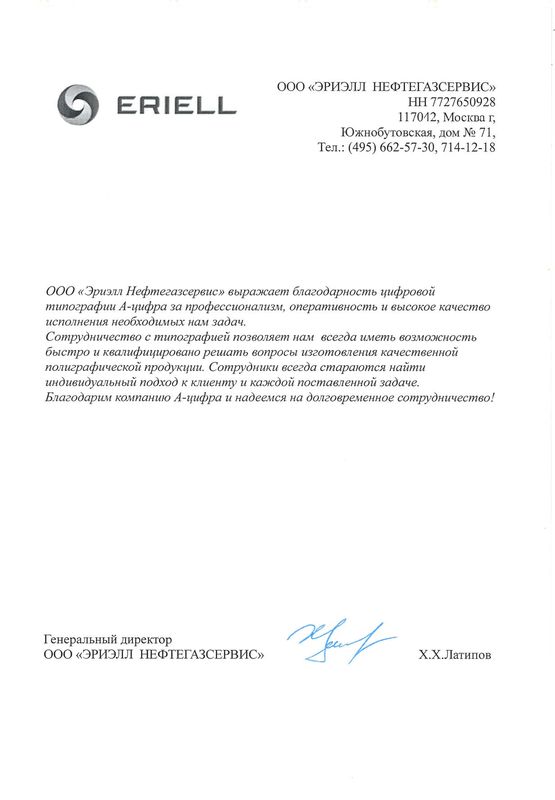 ERIELL
ООО «ЭРИЭЛЛ НЕФТЕГАЗСЕРВИС»
НН 7727650928
117042, Москва г,
Южнобутовская, дом № 71,
Тел.: (495) 662-57-30, 714-12-18
ООО «Эриэлл Нефтегазсервис» выражает благодарность цифровой
типографии А-цифра за профессионализм, оперативность и высокое качество
исполнения необходимых нам задач.
Сотрудничество с типографией позволяет нам всегда иметь возможность
быстро и квалифицировано решать вопросы изготовления качественной
полиграфической продукции. Сотрудники всегда стараются найти
индивидуальный подход к клиенту и каждой поставленной задаче.
Благодарим компанию А-цифра и надеемся на долговременное сотрудничество!
Генеральный директор
ООО «ЭРИЭЛЛ НЕФТЕГАЗСЕРВИС»
Х.Х.Латипов